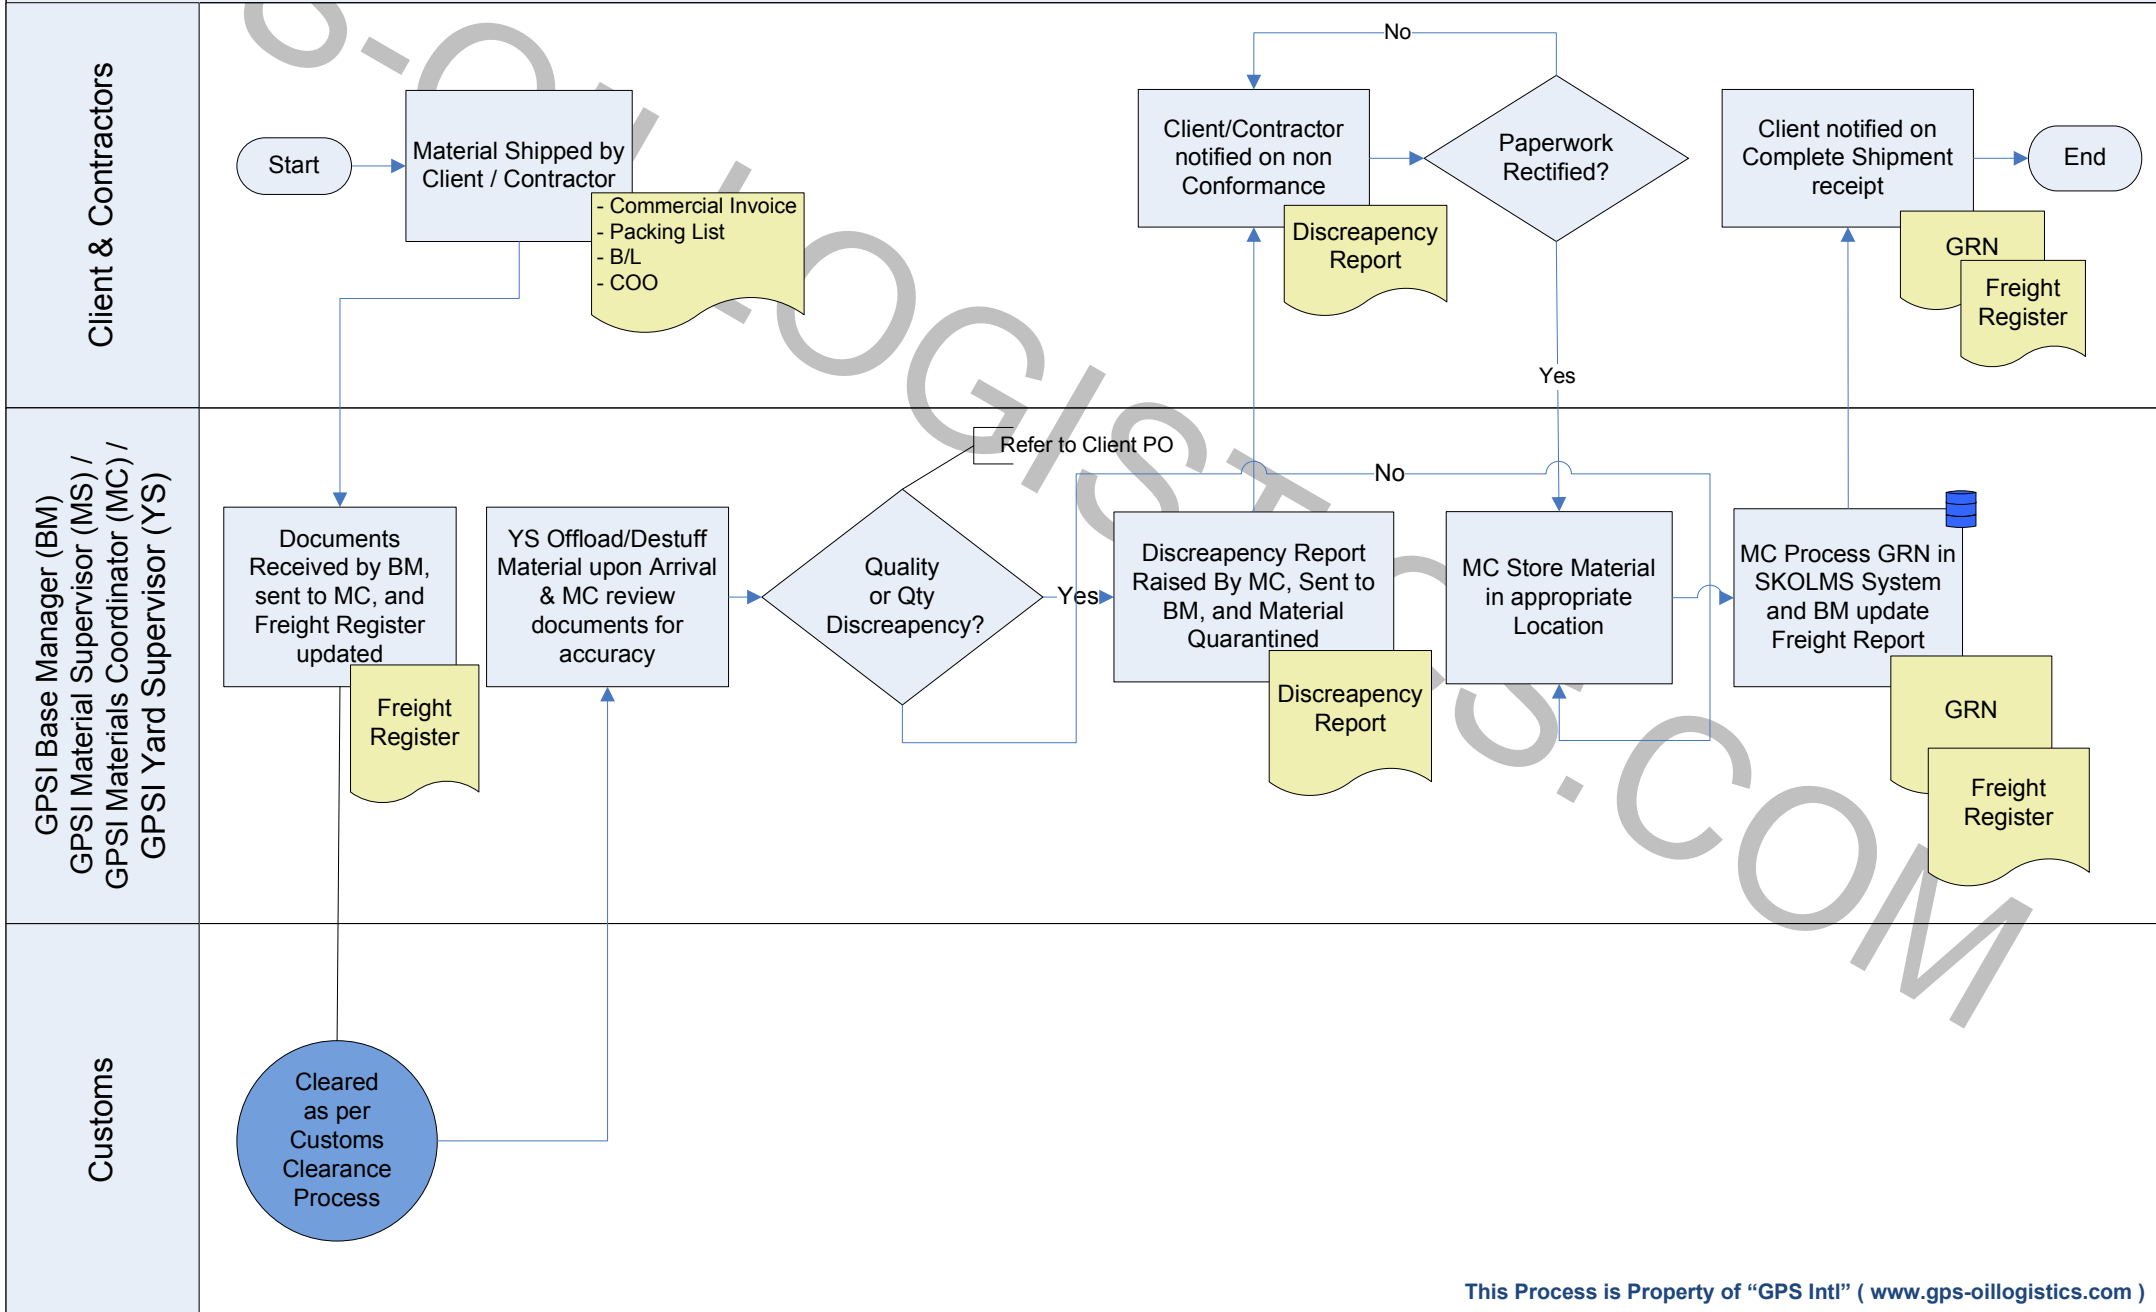 Client & Contractors
Start
Material Shipped by
Client / Contractor
- Commercial Invoice
- Packing List
- B/L
- COO
Client/Contractor
notified on non
Conformance
Discreapency
Report
No
Paperwork
Rectified?
Yes
Client notified on
Complete Shipment
receipt
GRN
Freight
Register
End
GPSI Base Manager (BM)
GPSI Material Supervisor (MS) /
GPSI Materials Coordinator (MC) /
GPSI Yard Supervisor (YS)
Documents
Received by BM,
sent to MC, and
Freight Register
updated
Freight
Register
YS Offload/Destuff
Material upon Arrival
& MC review
documents for
accuracy
Refer to Client PO
Quality
or Qty
Discreapency?
Yes
No
Discreapency Report
Raised By MC, Sent to
BM, and Material
Quarantined
Discreapency
Report
MC Store Material
in appropriate
Location
MC Process GRN in
SKOLMS System
and BM update
Freight Report
GRN
Freight
Register
Customs
Cleared
as per
Customs
Clearance
Process
S-OILLOGISTICS.COM
This Process is Property of “GPS Intl” ( www.gps-oillogistics.com )